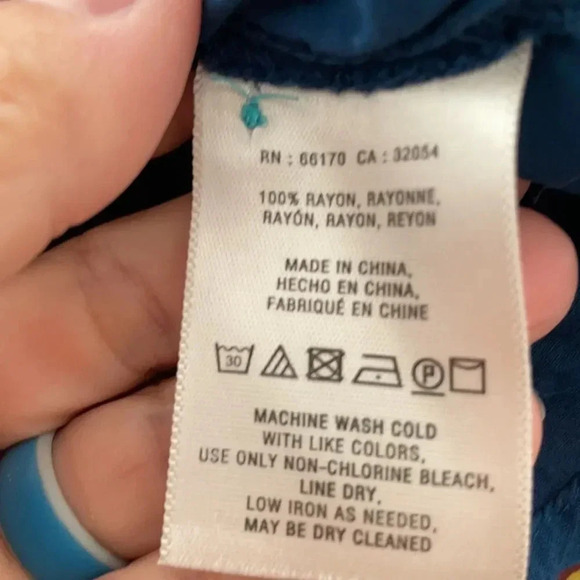 RN : 66170 CA : 32054
100% RAYON, RAYONNE,
RAYÓN, RAYON, REYON
MADE IN CHINA,
HECHO EN CHINA,
FABRIQUÉ EN CHINE
30 P
MACHINE WASH COLD
WITH LIKE COLORS,
USE ONLY NON-CHLORINE BLEACH,
LINE DRY,
LOW IRON AS NEEDED,
MAY BE DRY CLEANED